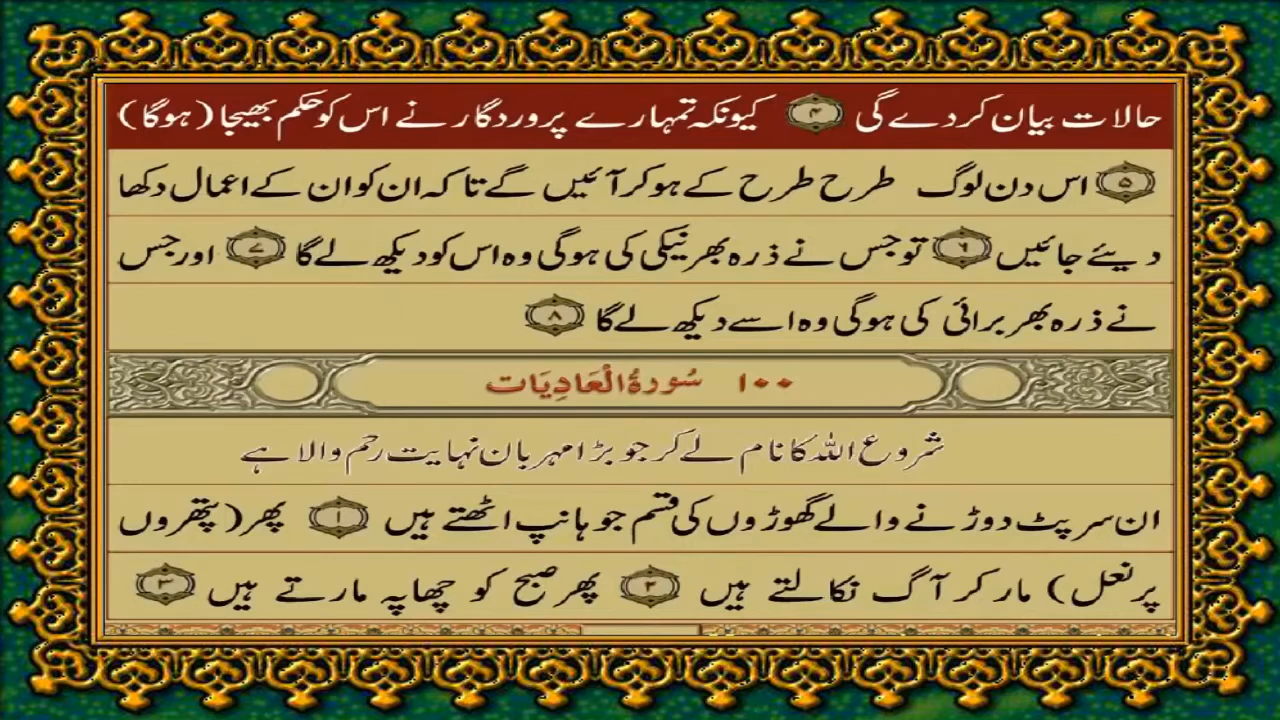 حالات بیان کر دے گی ۴ کیونکہ تمہارے پروردگار نے اس کو حکم بھیجا (ہوگا)
۵ اس دن لوگ طرح طرح کے ہو کر آئیں گے تاکہ ان کو ان کے اعمال دکھا
دیئے جائیں ۶ تو جس نے ذرہ بھر نیکی کی ہوگی وہ اس کو دیکھ لے گا ۷ اور جس
نے ذرہ بھر برائی کی ہوگی وہ اسے دیکھ لے گا ۸
۱۰۰ سُورۃُالْعَادِیَات
شروع اللہ کا نام لے کر جو بڑا مہربان نہایت رحم والا ہے
ان سرپٹ دوڑنے والے گھوڑوں کی قسم جو ہانپ اٹھتے ہیں ۱ پھر (پتھروں
پر نعل) مار کر آگ نکالتے ہیں ۲ پھر صبح کو چھاپہ مارتے ہیں ۳